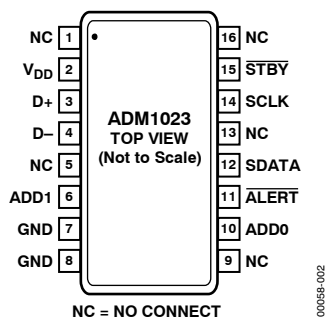 NC 1
VDD 2
D+ 3
D– 4
NC 5
ADD1 6
GND 7
GND 8
ADM1023
TOP VIEW
(Not to Scale)
16 NC
15 STBY
14 SCLK
13 NC
12 SDATA
11 ALERT
10 ADD0
9 NC
NC = NO CONNECT
00058-002